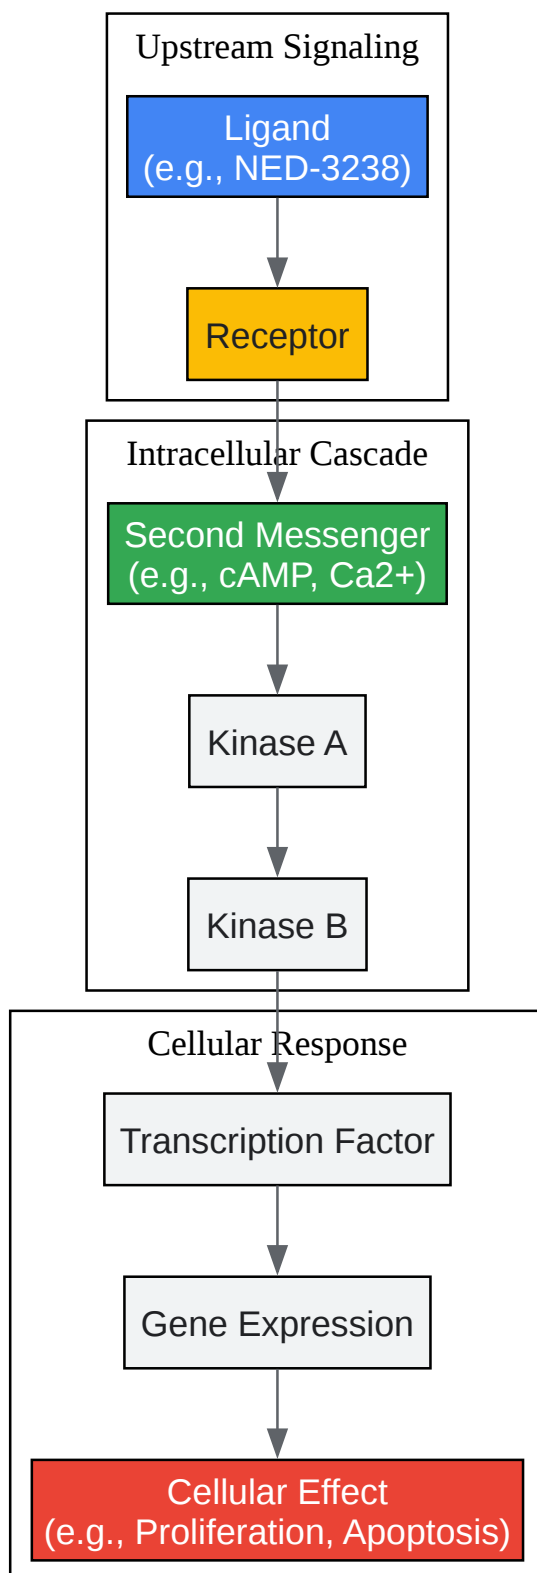 Upstream Signaling
Ligand
(e.g., NED-3238)
Receptor
Intracellular Cascade
Second Messenger
(e.g., cAMP, Ca2+)
Kinase A
Kinase B
Cellular Response
Transcription Factor
Gene Expression
Cellular Effect
(e.g., Proliferation, Apoptosis)